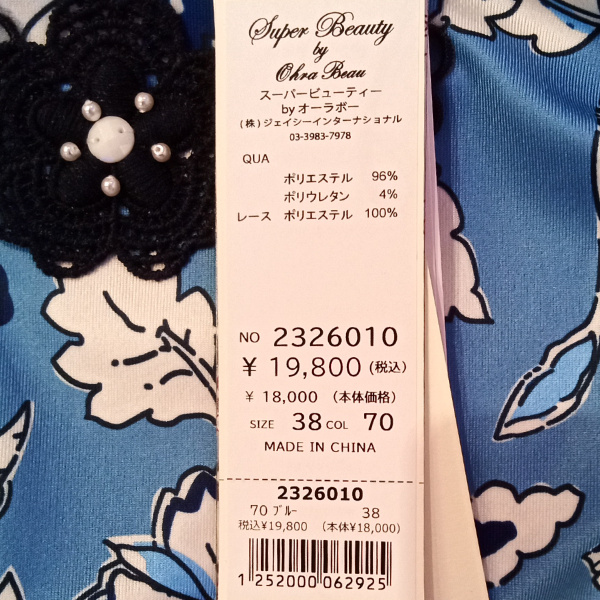 Super Beauty
by
Ohra Beau
スーパービューティー
by オーラボー
(株)ジェイシーインターナショナル
03-3983-7978
QUA
ポリエステル 96%
ポリウレタン 4%
レース ポリエステル 100%
NO 2326010
¥ 19,800 (税込)
¥ 18,000 (本体価格)
SIZE 38 COL 70
MADE IN CHINA
2326010
70 ブルー 38
税込¥19,800 (本体¥18,000)
1 252000 062925